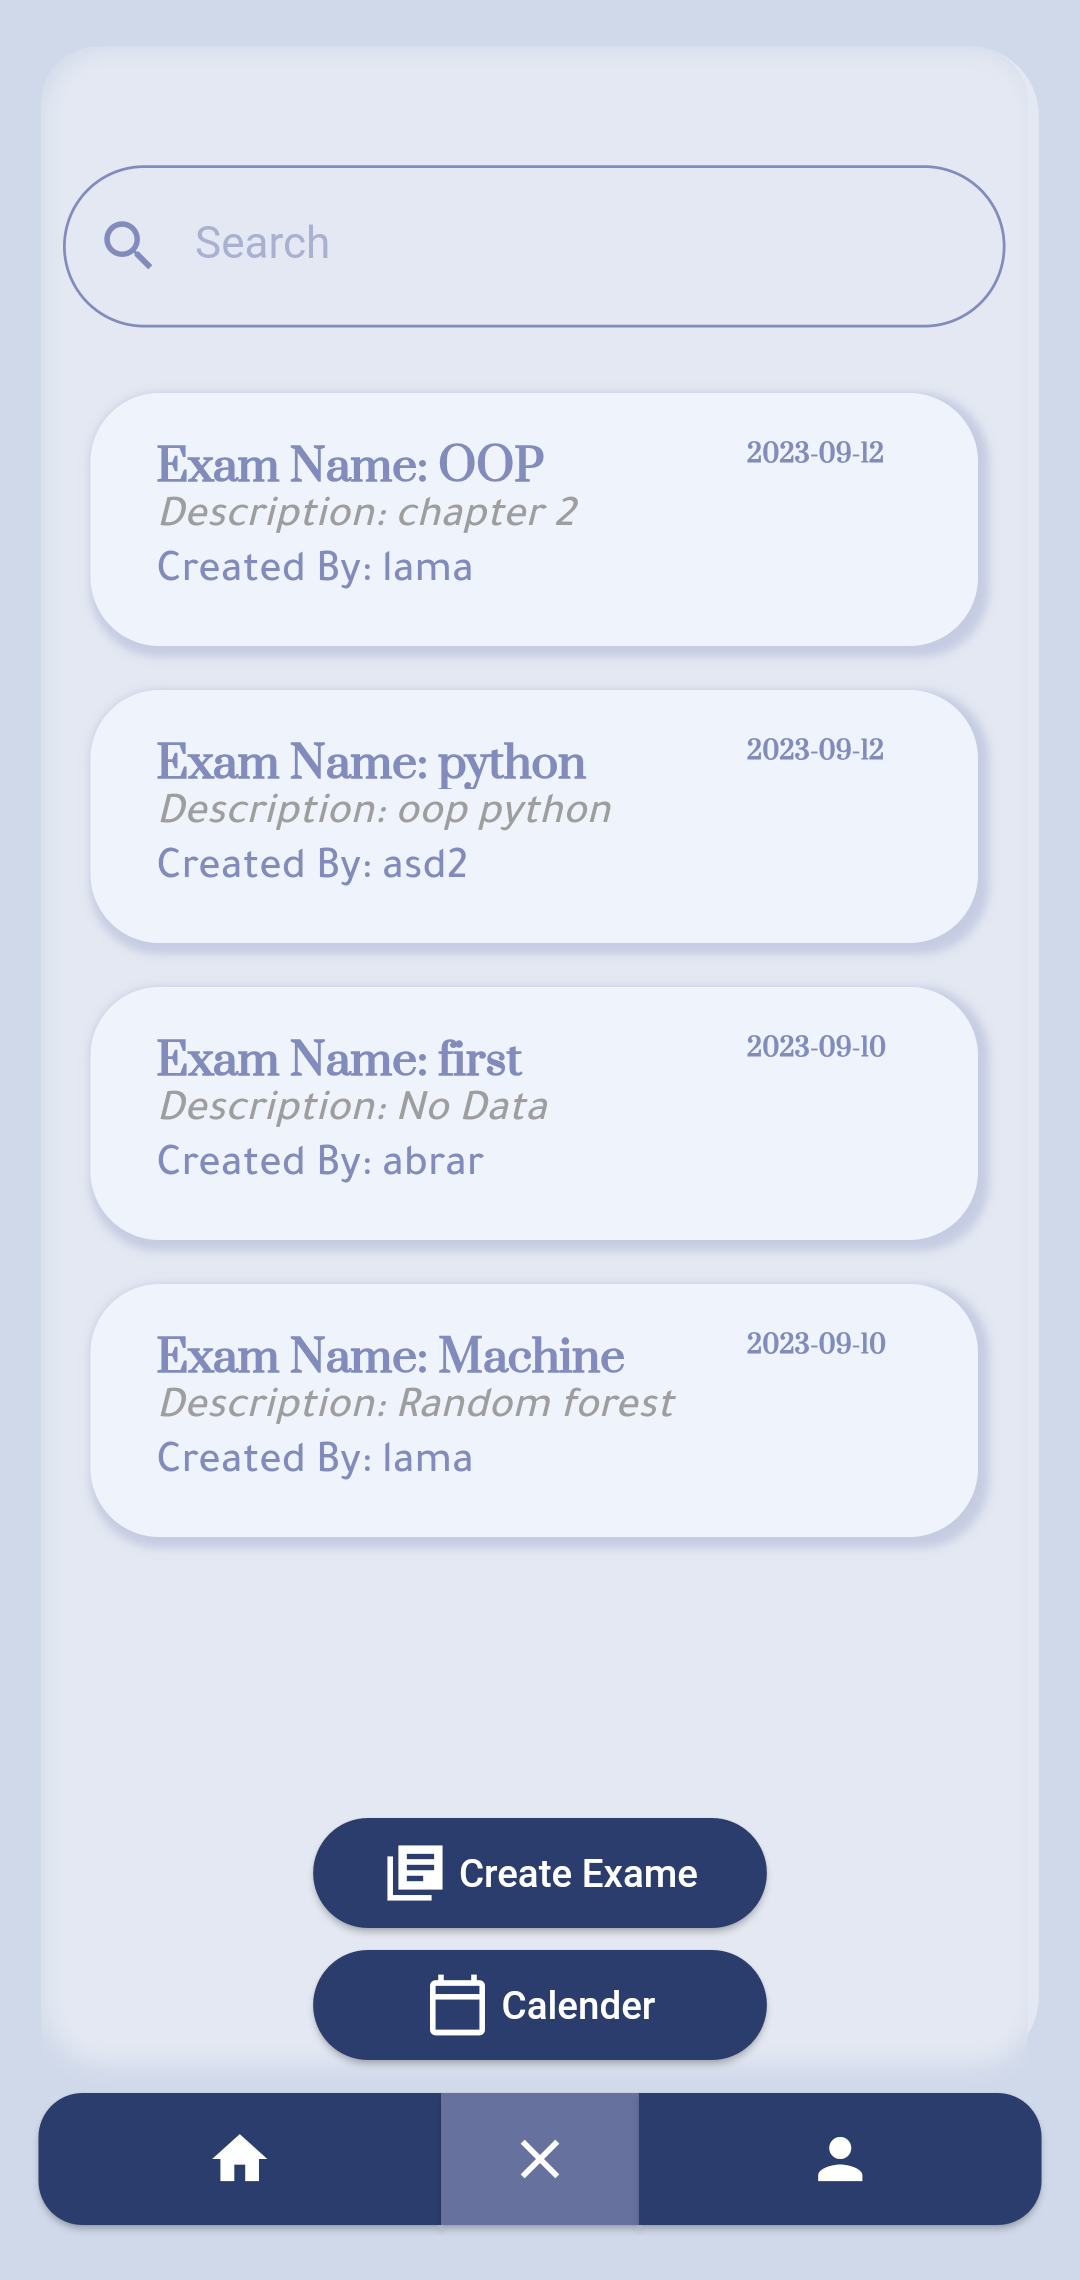 Search
Exam Name: OOP
2023-09-12
Description: chapter 2
Created By: lama
Exam Name: python
2023-09-12
Description: oop python
Created By: asd2
Exam Name: first
2023-09-10
Description: No Data
Created By: abrar
Exam Name: Machine
2023-09-10
Description: Random forest
Created By: lama
Create Exame
Calender